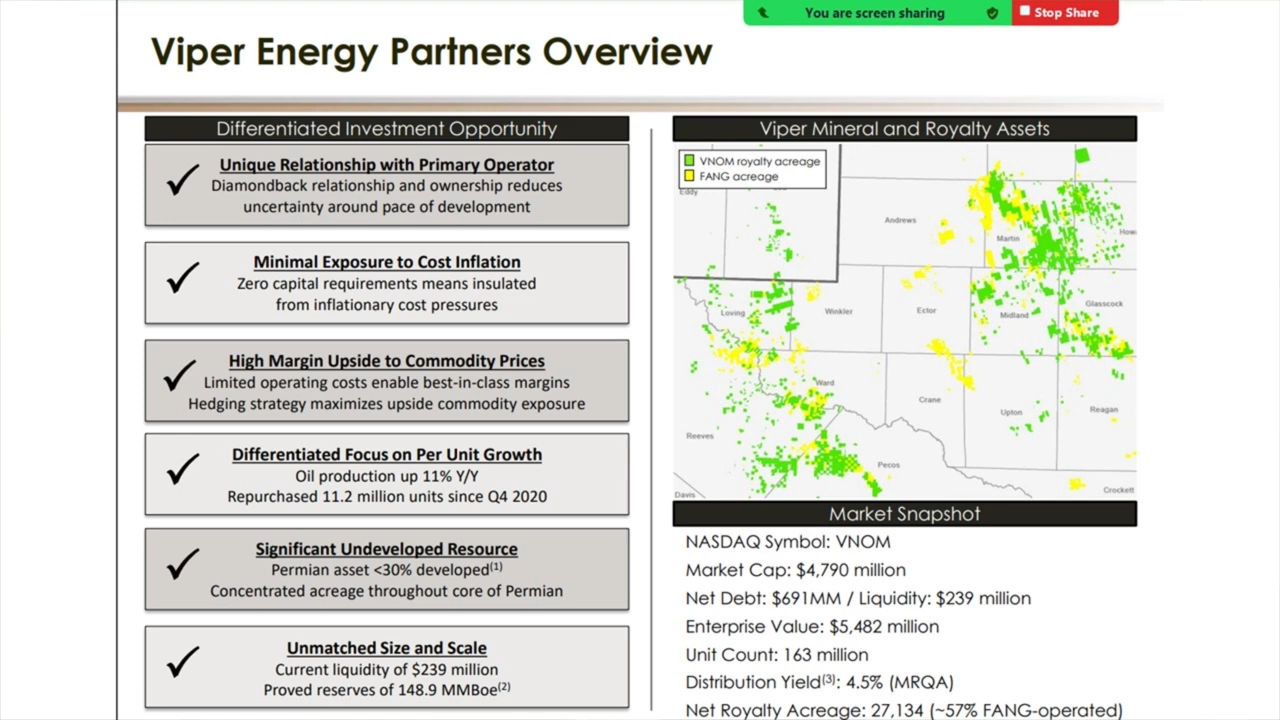 You are screen sharing
Stop Share
Viper Energy Partners Overview
Differentiated Investment Opportunity
Unique Relationship with Primary Operator
Diamondback relationship and ownership reduces
uncertainty around pace of development
Minimal Exposure to Cost Inflation
Zero capital requirements means insulated
from inflationary cost pressures
High Margin Upside to Commodity Prices
Limited operating costs enable best-in-class margins
Hedging strategy maximizes upside commodity exposure
Differentiated Focus on Per Unit Growth
Oil production up 11% Y/Y
Repurchased 11.2 million units since Q4 2020
Significant Undeveloped Resource
Permian asset <30% developed(1)
Concentrated acreage throughout core of Permian
Unmatched Size and Scale
Current liquidity of $239 million
Proved reserves of 148.9 MMBoe(2)
Viper Mineral and Royalty Assets
VNOM royalty acreage
FANG acreage
Eddy
Andrews
Martin
How
Loving
Winkler
Ector
Midland
Glasscock
Ward
Crane
Upton
Reagan
Reeves
Pecos
Davis
Crockett
Market Snapshot
NASDAQ Symbol: VNOM
Market Cap: $4,790 million
Net Debt: $691MM / Liquidity: $239 million
Enterprise Value: $5,482 million
Unit Count: 163 million
Distribution Yield(3): 4.5% (MRQA)
Net Royalty Acreage: 27,134 (~57% FANG-operated)